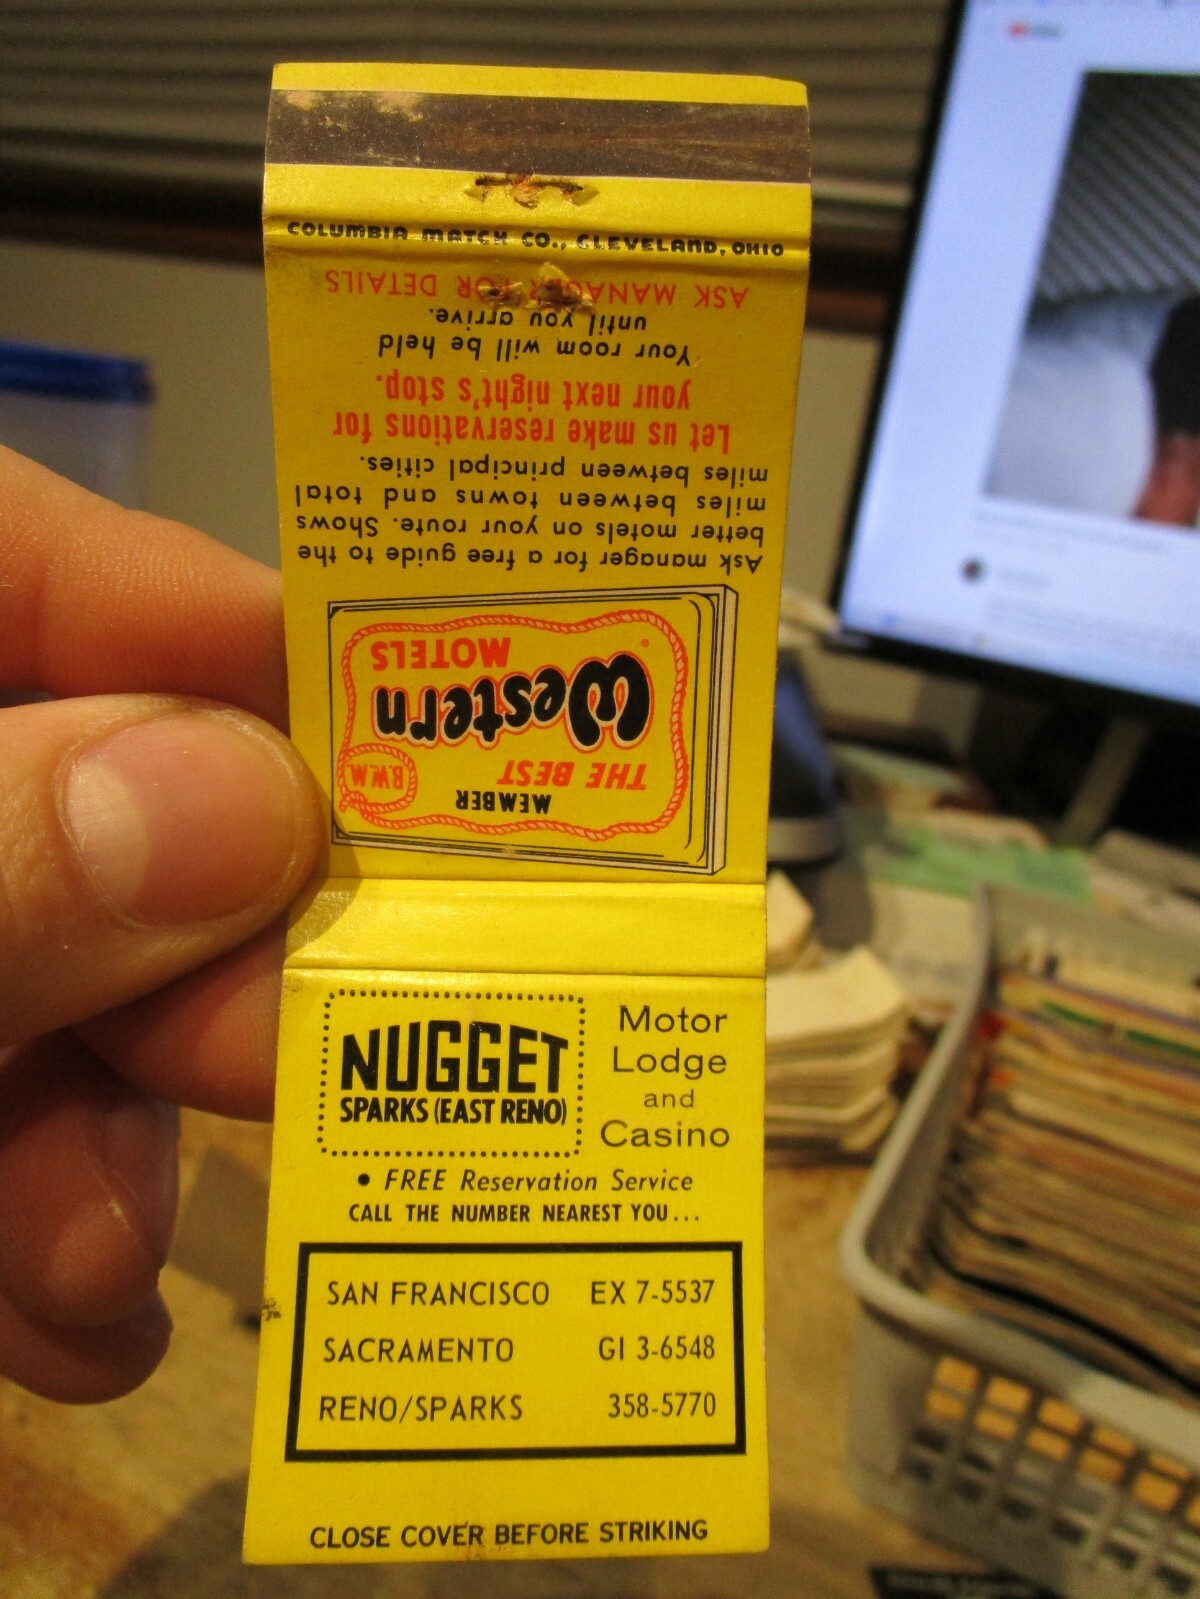 COLUMBIA MATCH CO., CLEVELAND, OHIO
MEMBER
THE BEST
B.W.M.
Western
MOTELS
Ask manager for a free guide to the
better motels on your route. Shows
miles between towns and total
miles between principal cities.
Let us make reservations for
your next night's stop.
Your room will be held
until you arrive.
ASK MANAGER FOR DETAILS
NUGGET
SPARKS (EAST RENO)
Motor
Lodge
and
Casino
• FREE Reservation Service
CALL THE NUMBER NEAREST YOU...
SAN FRANCISCO EX 7-5537
SACRAMENTO GI 3-6548
RENO/SPARKS 358-5770
CLOSE COVER BEFORE STRIKING